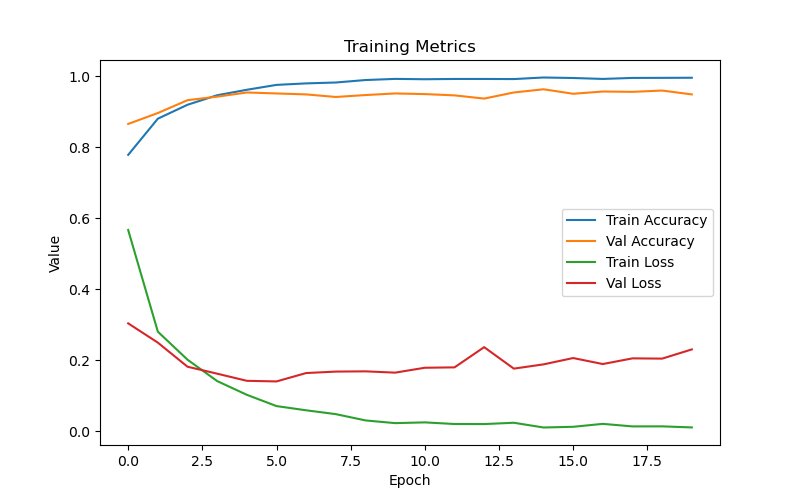 Training Metrics
1.0
0.8
0.6
0.4
0.2
0.0
Value
Train Accuracy
Val Accuracy
Train Loss
Val Loss
0.0 2.5 5.0 7.5 10.0 12.5 15.0 17.5
Epoch